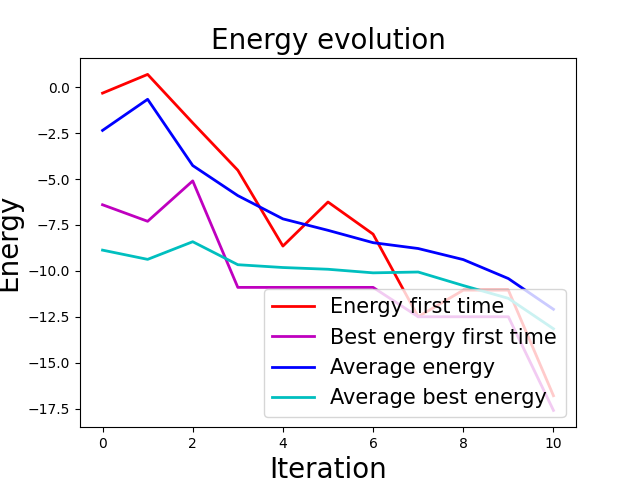 Energy evolution
Energy
0.0
−2.5
−5.0
−7.5
−10.0
−12.5
−15.0
−17.5
Energy first time
Best energy first time
Average energy
Average best energy
0 2 4 6 8 10
Iteration